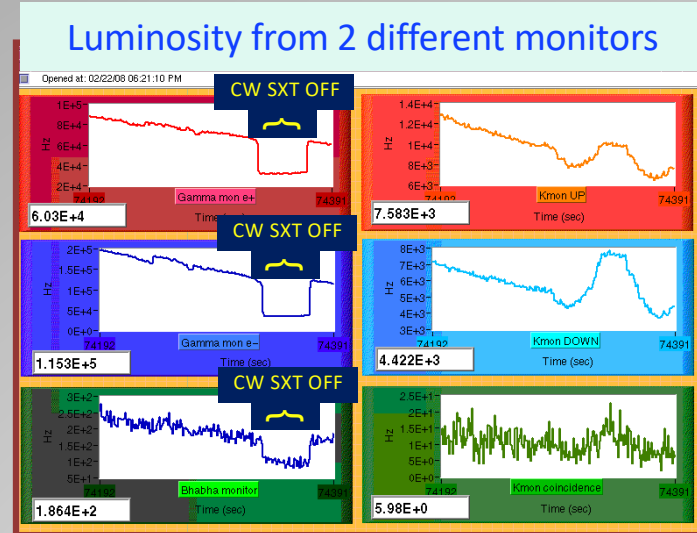 Luminosity from 2 different monitors
Opened at: 02/22/08 06:21:10 PM
CW SXT OFF
1E+5
8E+4
6E+4
4E+4
2E+4
Hz
74192
Gamma mon e+
74391
6.03E+4
Time (sec)
1.4E+4
1.2E+4
1E+4
8E+3
6E+3
Hz
74192
Kmon UP
74391
7.583E+3
Time (sec)
CW SXT OFF
2E+5
1.5E+5
1E+5
5E+4
0E+0
Hz
74192
Gamma mon e−
74391
1.153E+5
Time (sec)
8E+3
7E+3
6E+3
5E+3
4E+3
3E+3
Hz
74192
Kmon DOWN
74391
4.422E+3
Time (sec)
CW SXT OFF
3E+2
2.5E+2
2E+2
1.5E+2
1E+2
5E+1
Hz
74192
Bhabha monitor
74391
1.864E+2
Time (sec)
2.5E+1
2E+1
1.5E+1
1E+1
5E+0
0E+0
Hz
74192
Kmon coincidence
74391
5.98E+0
Time (sec)